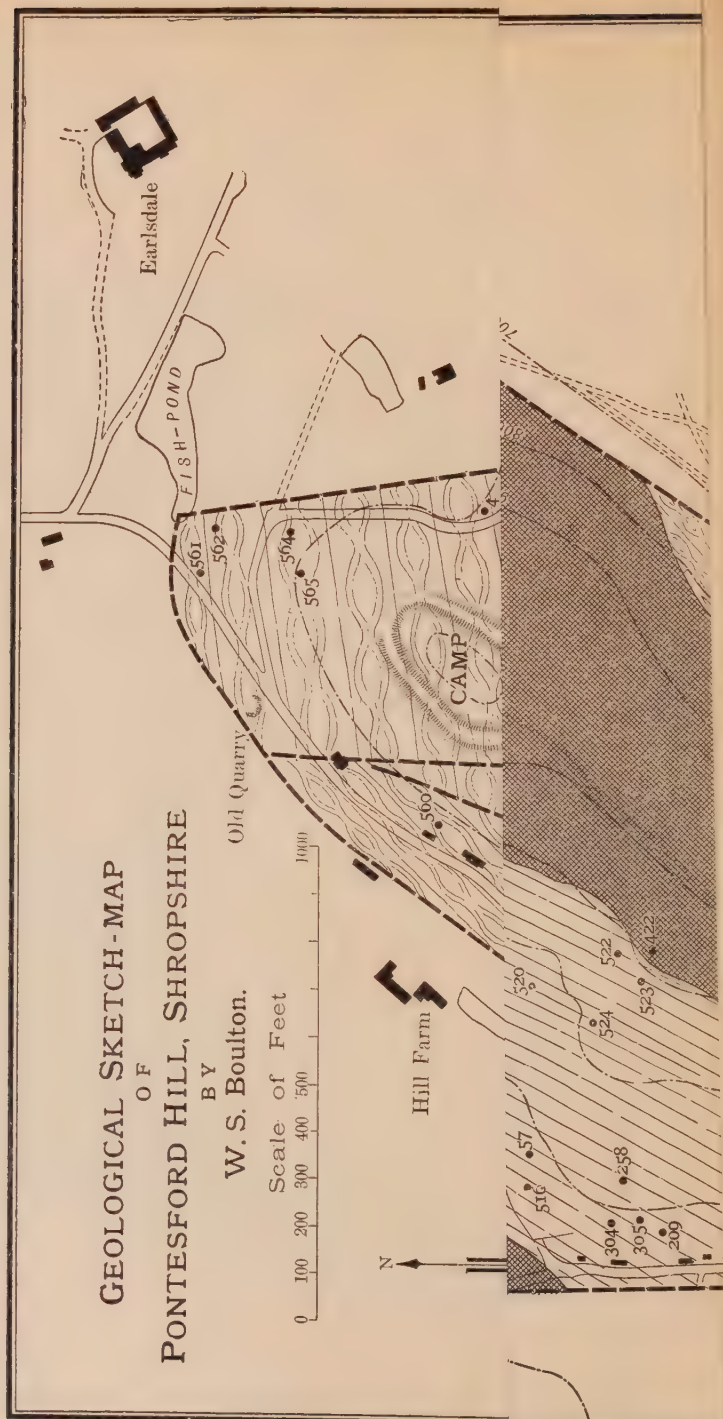 GEOLOGICAL SKETCH-MAP
OF
PONTESFORD HILL, SHROPSHIRE
BY
W. S. Boulton.
Scale of Feet
0 100 200 300 400 500 1000
N
Earlsdale
FISH-POND
Old Quarry
Hill Farm
CAMP
561
562
564
565
4
560
520
522
422
523
524
57
516
258
304
305
209